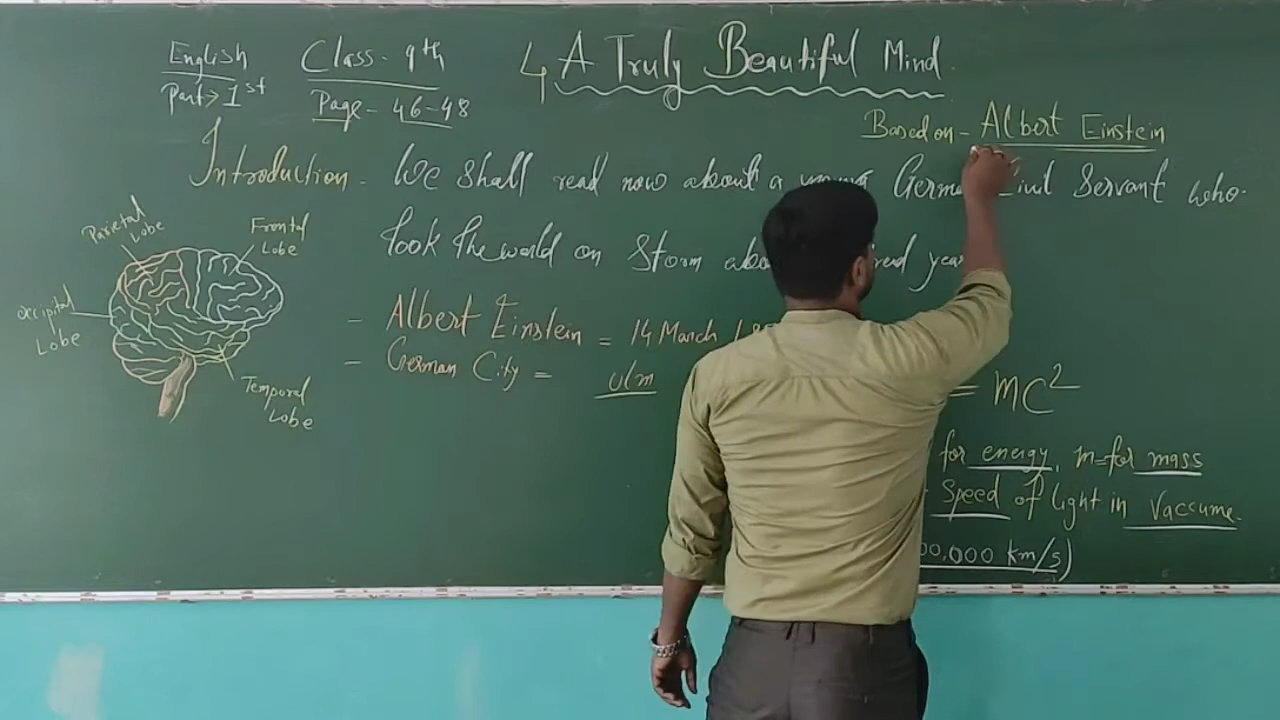 English
Part → 1st
Class - 9th
Page - 46-48
4 A Truly Beautiful Mind
Based on - Albert Einstein
Introduction - We shall read now about a young German Civil Servant who
took the world on Storm years
Parietal
Lobe
Frontal
Lobe
Occipital
Lobe
Temporal
Lobe
- Albert Einstein = 14 March
- German City = Ulm
= MC²
for energy, m=for mass
Speed of light in Vaccume.
00,000 km/s)